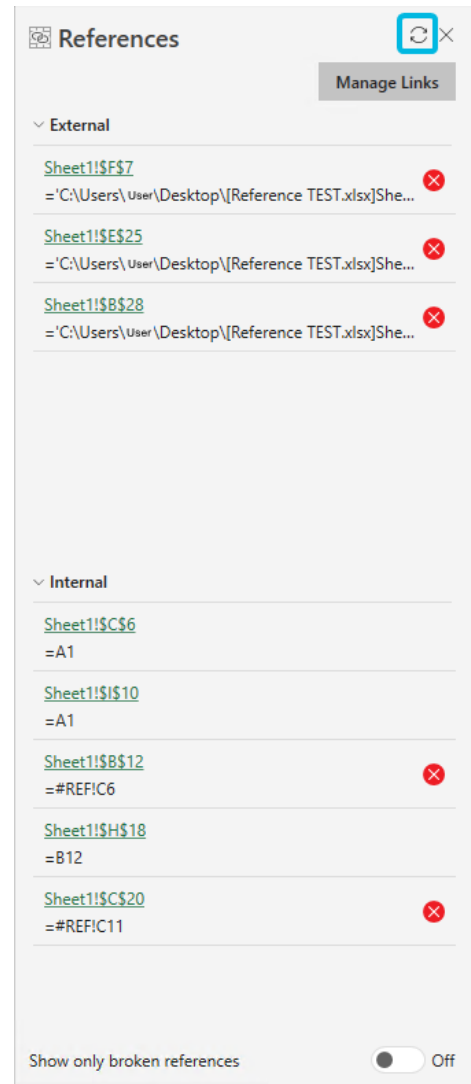 References
Manage Links
External
Sheet1!$F$7
='C:\Users\User\Desktop\[Reference TEST.xlsx]She...
Sheet1!$E$25
='C:\Users\User\Desktop\[Reference TEST.xlsx]She...
Sheet1!$B$28
='C:\Users\User\Desktop\[Reference TEST.xlsx]She...
Internal
Sheet1!$C$6
=A1
Sheet1!$I$10
=A1
Sheet1!$B$12
=#REF!C6
Sheet1!$H$18
=B12
Sheet1!$C$20
=#REF!C11
Show only broken references Off